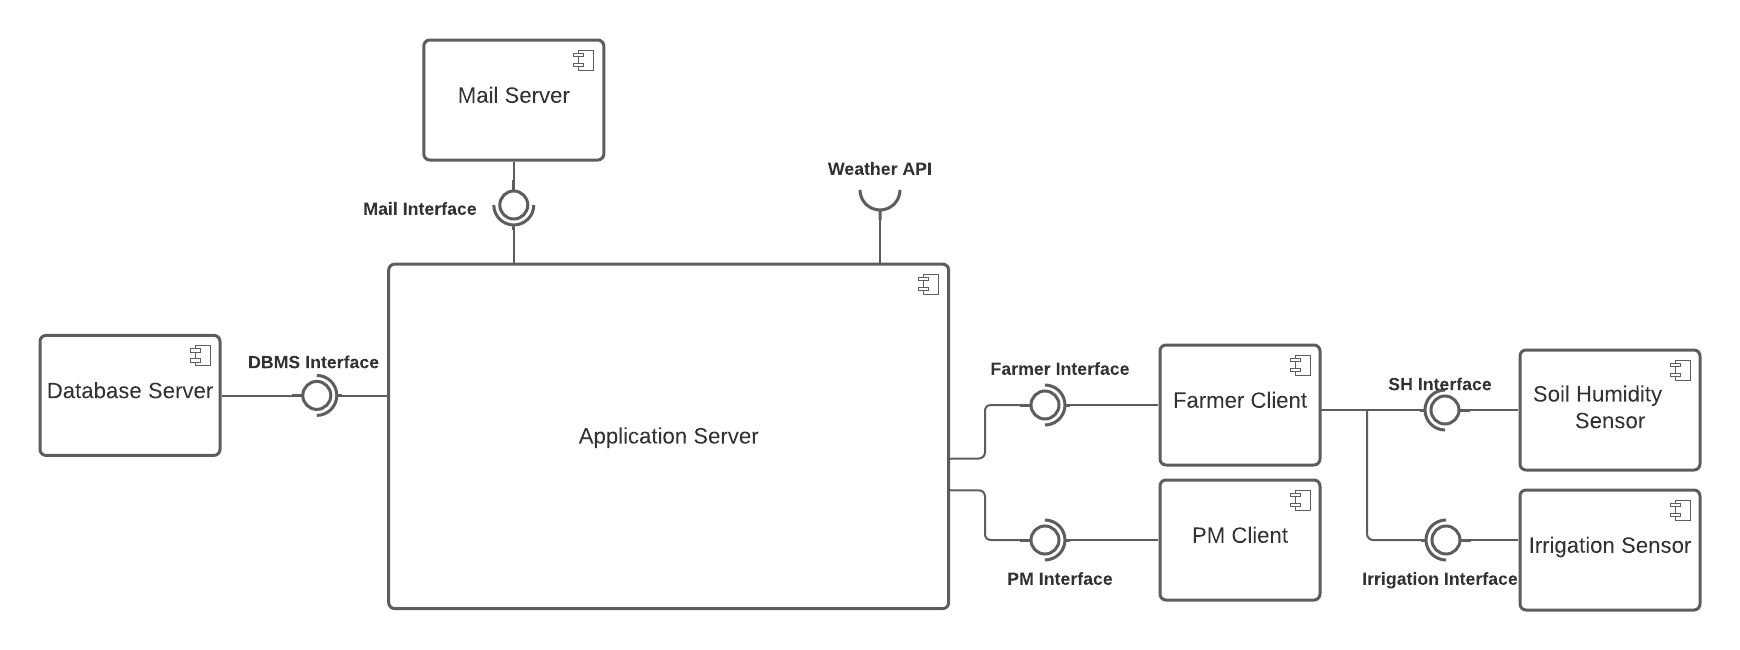 Mail Server
Weather API
Mail Interface
DBMS Interface
Database Server
Application Server
Farmer Interface
Farmer Client
SH Interface
Soil Humidity
Sensor
PM Client
PM Interface
Irrigation Sensor
Irrigation Interface